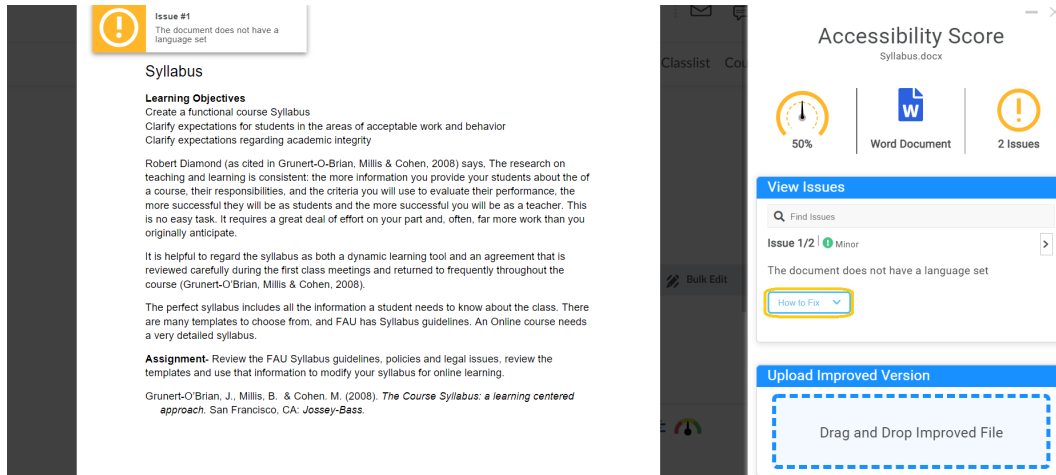 Issue #1
The document does not have a
language set
Syllabus
Learning Objectives
Create a functional course Syllabus
Clarify expectations for students in the areas of acceptable work and behavior
Clarify expectations regarding academic integrity
Robert Diamond (as cited in Grunert-O-Brian, Millis & Cohen, 2008) says, The research on
teaching and learning is consistent: the more information you provide your students about the of
a course, their responsibilities, and the criteria you will use to evaluate their performance, the
more successful they will be as students and the more successful you will be as a teacher. This
is no easy task. It requires a great deal of effort on your part and, often, far more work than you
originally anticipate.
It is helpful to regard the syllabus as both a dynamic learning tool and an agreement that is
reviewed carefully during the first class meetings and returned to frequently throughout the
course (Grunert-O'Brian, Millis & Cohen, 2008).
The perfect syllabus includes all the information a student needs to know about the class. There
are many templates to choose from, and FAU has Syllabus guidelines. An Online course needs
a very detailed syllabus.
Assignment- Review the FAU Syllabus guidelines, policies and legal issues, review the
templates and use that information to modify your syllabus for online learning.
Grunert-O'Brian, J., Millis, B. & Cohen. M. (2008). The Course Syllabus: a learning centered
approach. San Francisco, CA: Jossey-Bass.
Classlist Cou
Bulk Edit
Accessibility Score
Syllabus.docx
W
50%
Word Document
2 Issues
View Issues
Find Issues
Issue 1/2 Minor
The document does not have a language set
How to Fix
Upload Improved Version
Drag and Drop Improved File